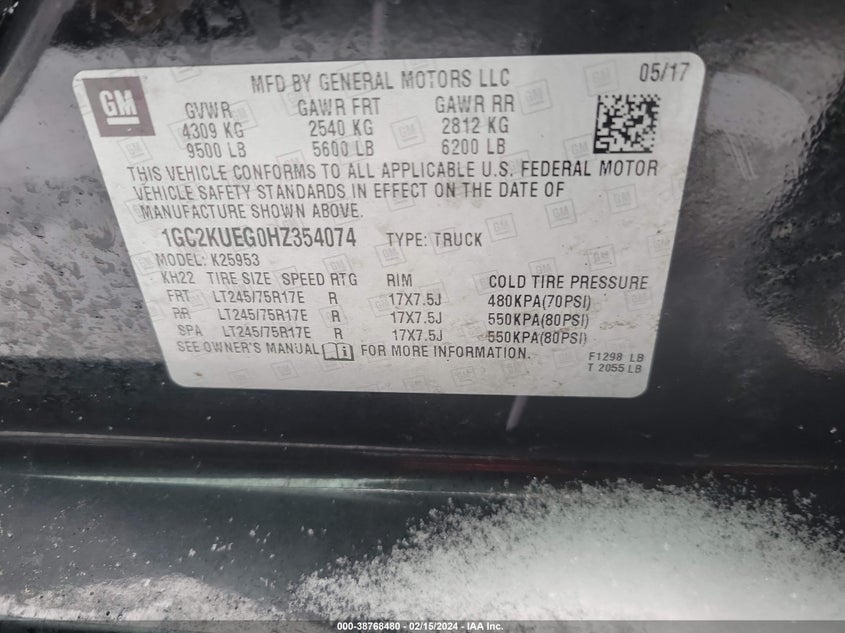 GM
MFD BY GENERAL MOTORS LLC 05/17
GVWR GAWR FRT GAWR RR
4309 KG 2540 KG 2812 KG
9500 LB 5600 LB 6200 LB
THIS VEHICLE CONFORMS TO ALL APPLICABLE U.S. FEDERAL MOTOR
VEHICLE SAFETY STANDARDS IN EFFECT ON THE DATE OF
MANUFACTURE SHOWN ABOVE.
1GC2KUEG0HZ354074 TYPE: TRUCK
MODEL: K25953
KH22 TIRE SIZE SPEED RTG RIM COLD TIRE PRESSURE
FRT LT245/75R17E R 17X7.5J 480KPA(70PSI)
RR LT245/75R17E R 17X7.5J 550KPA(80PSI)
SPA LT245/75R17E R 17X7.5J 550KPA(80PSI)
SEE OWNER'S MANUAL FOR MORE INFORMATION.
F1298 LB
T 2055 LB
000-38768480 - 02/15/2024 - IAA Inc.